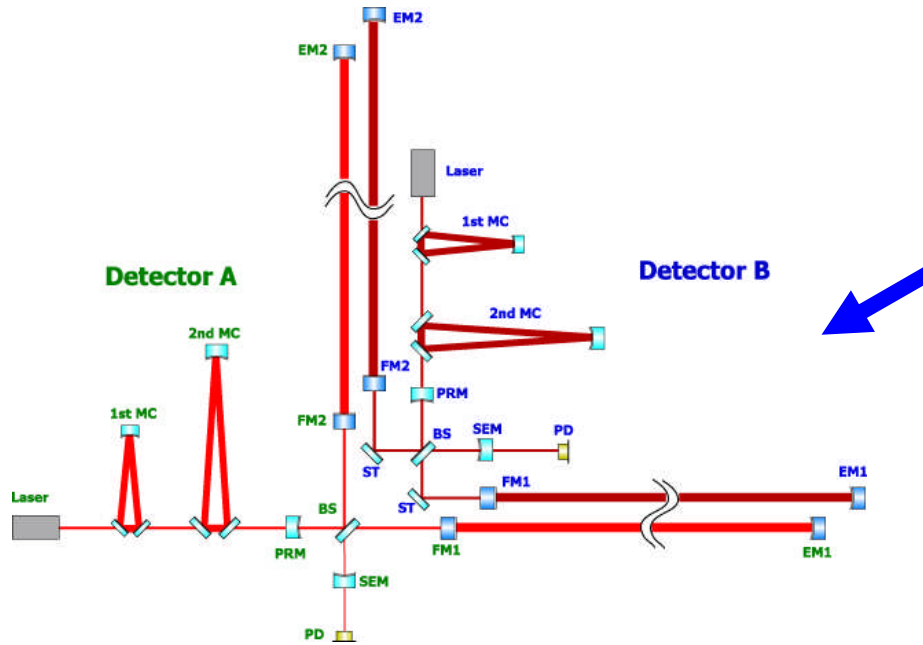 EM2
EM2
Laser
1st MC
Detector A
Detector B
2nd MC
2nd MC
FM2
PRM
1st MC
FM2
BS
SEM
PD
ST
FM1
EM1
Laser
BS
ST
PRM
FM1
EM1
SEM
PD